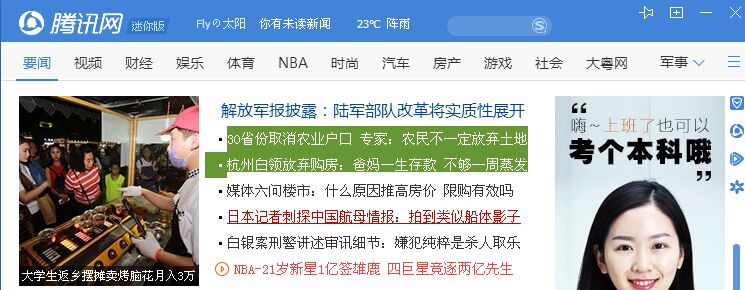 腾讯网 迷你版 Flyの太阳 你有未读新闻 23℃ 阵雨
要闻 视频 财经 娱乐 体育 NBA 时尚 汽车 房产 游戏 社会 大粤网 军事
解放军报披露：陆军部队改革将实质性展开
30省份取消农业户口 专家：农民不一定放弃土地
杭州白领放弃购房：爸妈一生存款 不够一周蒸发
媒体六问楼市：什么原因推高房价 限购有效吗
日本记者刺探中国航母情报：拍到类似船体影子
白银案刑警讲述审讯细节：嫌犯纯粹是杀人取乐
NBA-21岁新星1亿签雄鹿 四巨星竞逐两亿先生
大学生返乡摆摊卖烤脑花月入3万
嗨~上班了也可以
考个本科哦